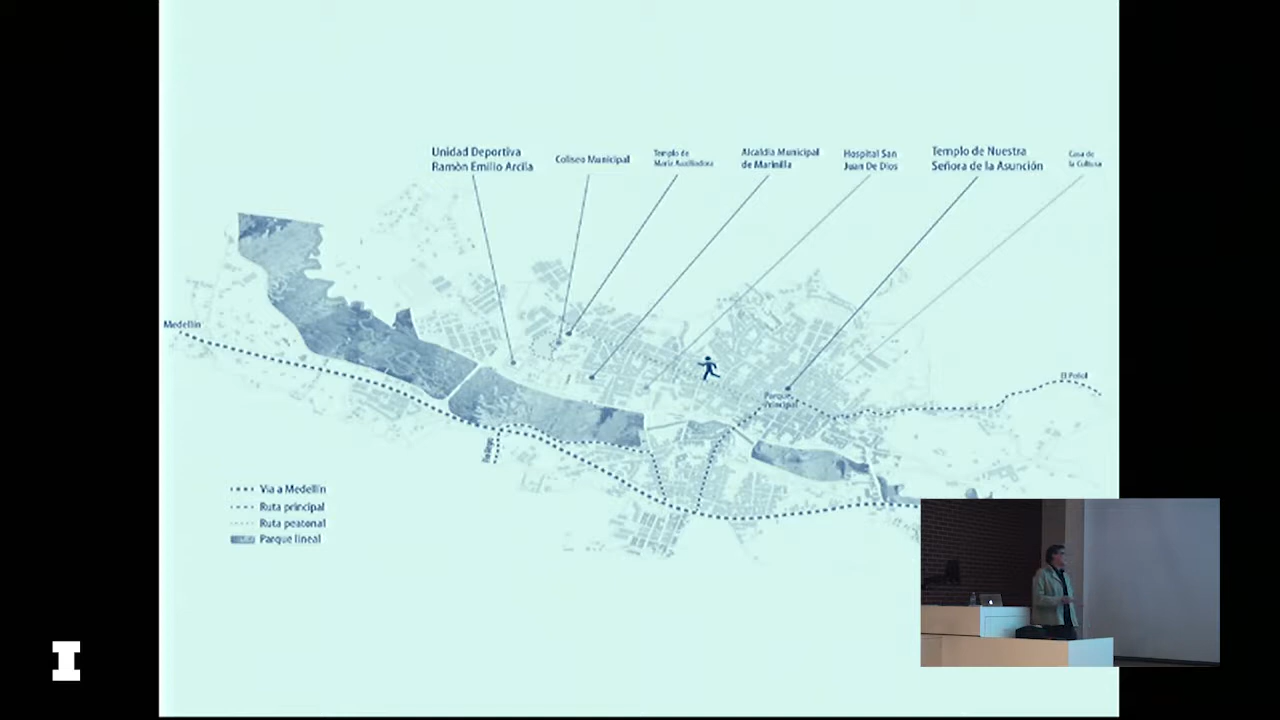 Unidad Deportiva
Ramòn Emilio Arcila
Coliseo Municipal
Templo de
María Auxiliadora
Alcaldía Municipal
de Marinilla
Hospital San
Juan De Dios
Templo de Nuestra
Señora de la Asunción
Casa de
la Cultura
Medellín
El Peñol
Parque
Principal
Vía a Medellín
Ruta principal
Ruta peatonal
Parque lineal
I